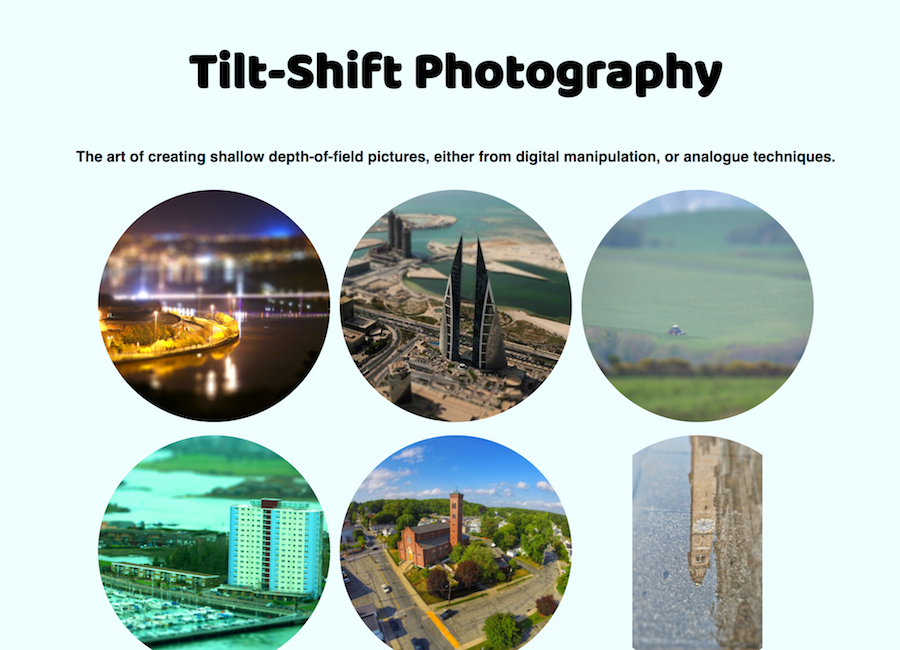 Tilt-Shift Photography
The art of creating shallow depth-of-field pictures, either from digital manipulation, or analogue techniques.